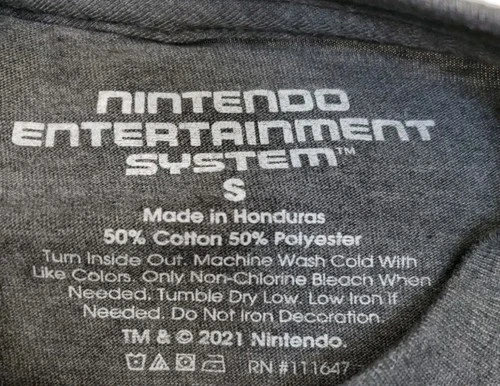 NINTENDO
ENTERTAINMENT
SYSTEM™
S
Made in Honduras
50% Cotton 50% Polyester
Turn Inside Out. Machine Wash Cold With
Like Colors. Only Non-Chlorine Bleach When
Needed. Tumble Dry Low. Low Iron If
Needed. Do Not Iron Decoration.
TM & © 2021 Nintendo.
RN #111647